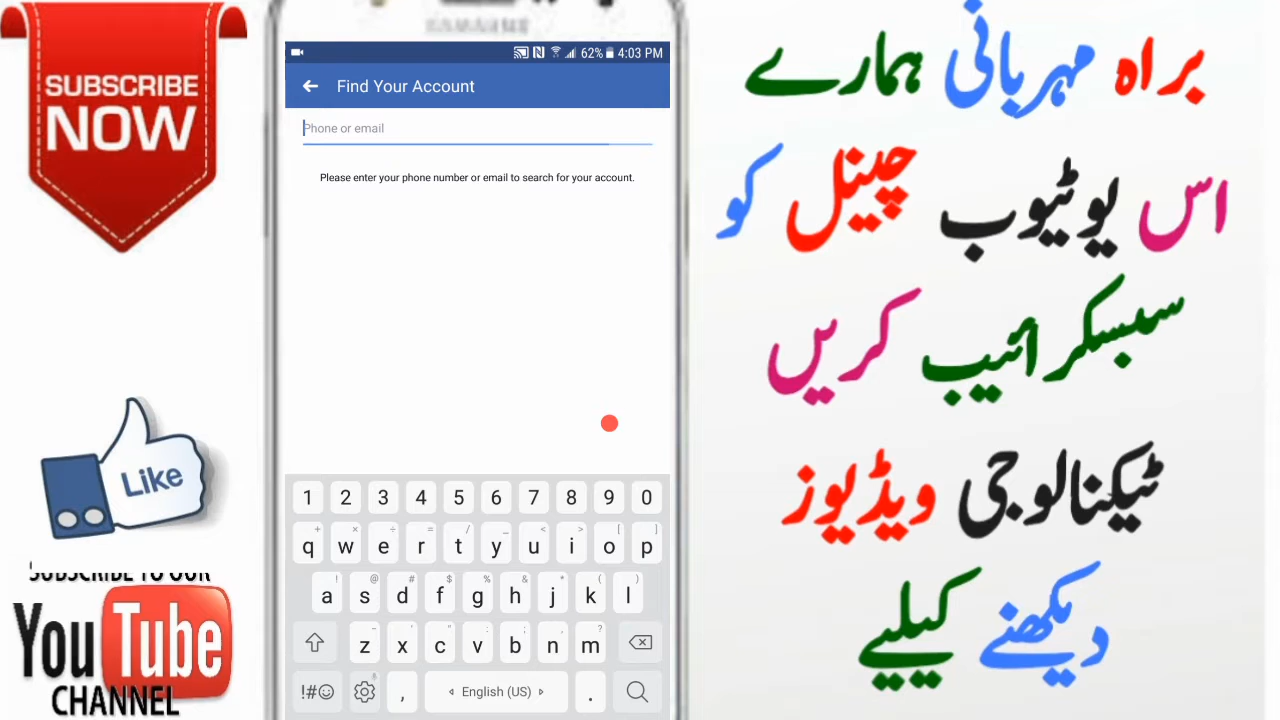 SUBSCRIBE
NOW
Like
SUBSCRIBE TO OUR
YouTube
CHANNEL
SAMSUNG
62% 4:03 PM
Find Your Account
Phone or email
Please enter your phone number or email to search for your account.
1 2 3 4 5 6 7 8 9 0
+ × ÷ = / _ < > [ ]
q w e r t y u i o p
! @ # $ % & * ( )
a s d f g h j k l
- ' " : ; , ?
z x c v b n m
!#☺ , English (US) .
براہ مہربانی ہمارے
اس یوٹیوب چینل کو
سبسکرائیب کریں
ٹیکنالوجی ویڈیوز
دیکھنے کیلیے